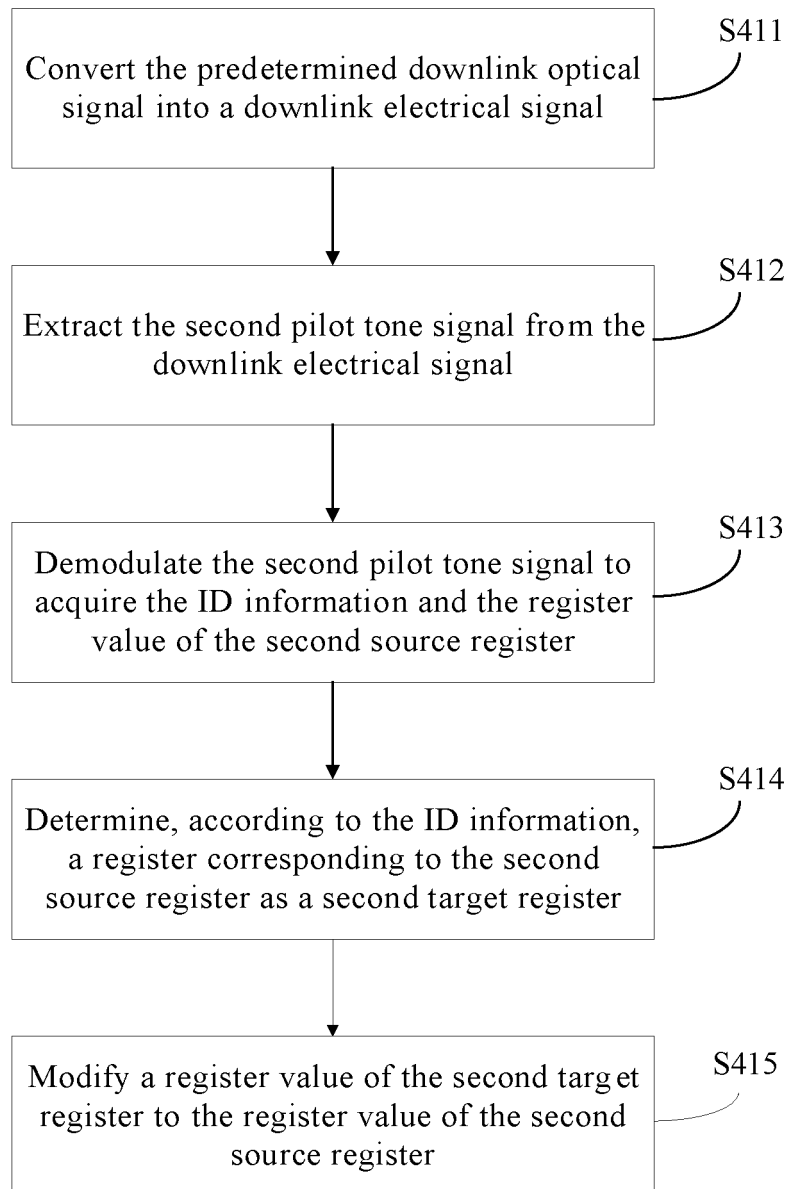 S411
Convert the predetermined downlink optical
signal into a downlink electrical signal
S412
Extract the second pilot tone signal from the
downlink electrical signal
S413
Demodulate the second pilot tone signal to
acquire the ID information and the register
value of the second source register
S414
Determine, according to the ID information,
a register corresponding to the second
source register as a second target register
S415
Modify a register value of the second target
register to the register value of the second
source register